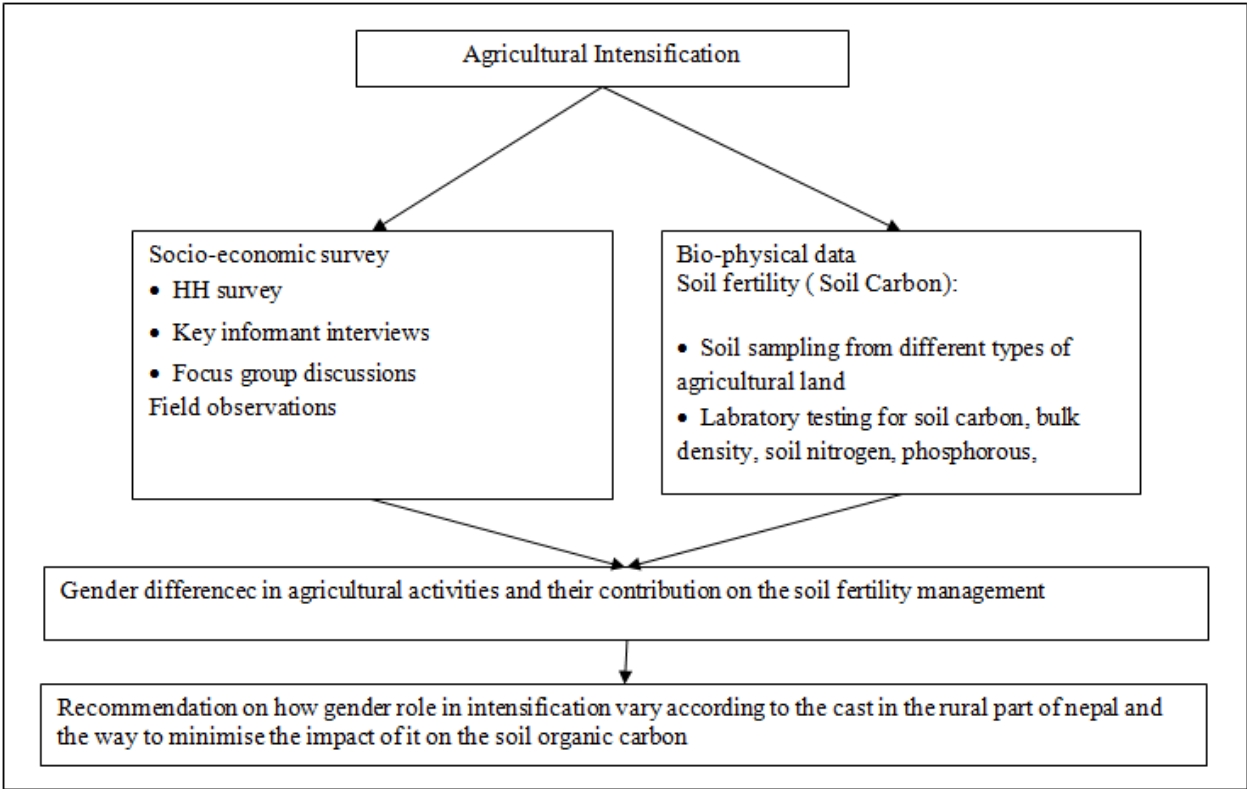 Agricultural Intensification
Socio-economic survey
• HH survey
• Key informant interviews
• Focus group discussions
Field observations
Bio-physical data
Soil fertility ( Soil Carbon):
• Soil sampling from different types of
agricultural land
• Labratory testing for soil carbon, bulk
density, soil nitrogen, phosphorous,
Gender differencec in agricultural activities and their contribution on the soil fertility management
Recommendation on how gender role in intensification vary according to the cast in the rural part of nepal and
the way to minimise the impact of it on the soil organic carbon